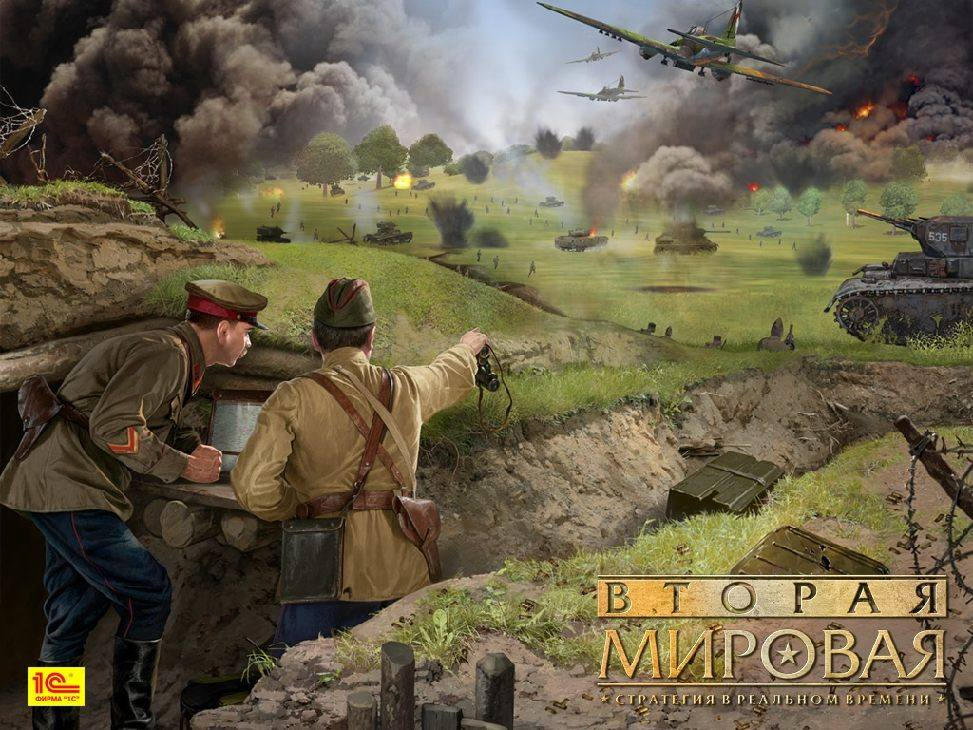 535
ВТОРАЯ
МИРОВАЯ
СТРАТЕГИЯ В РЕАЛЬНОМ ВРЕМЕНИ
1С
ФИРМА "1С"